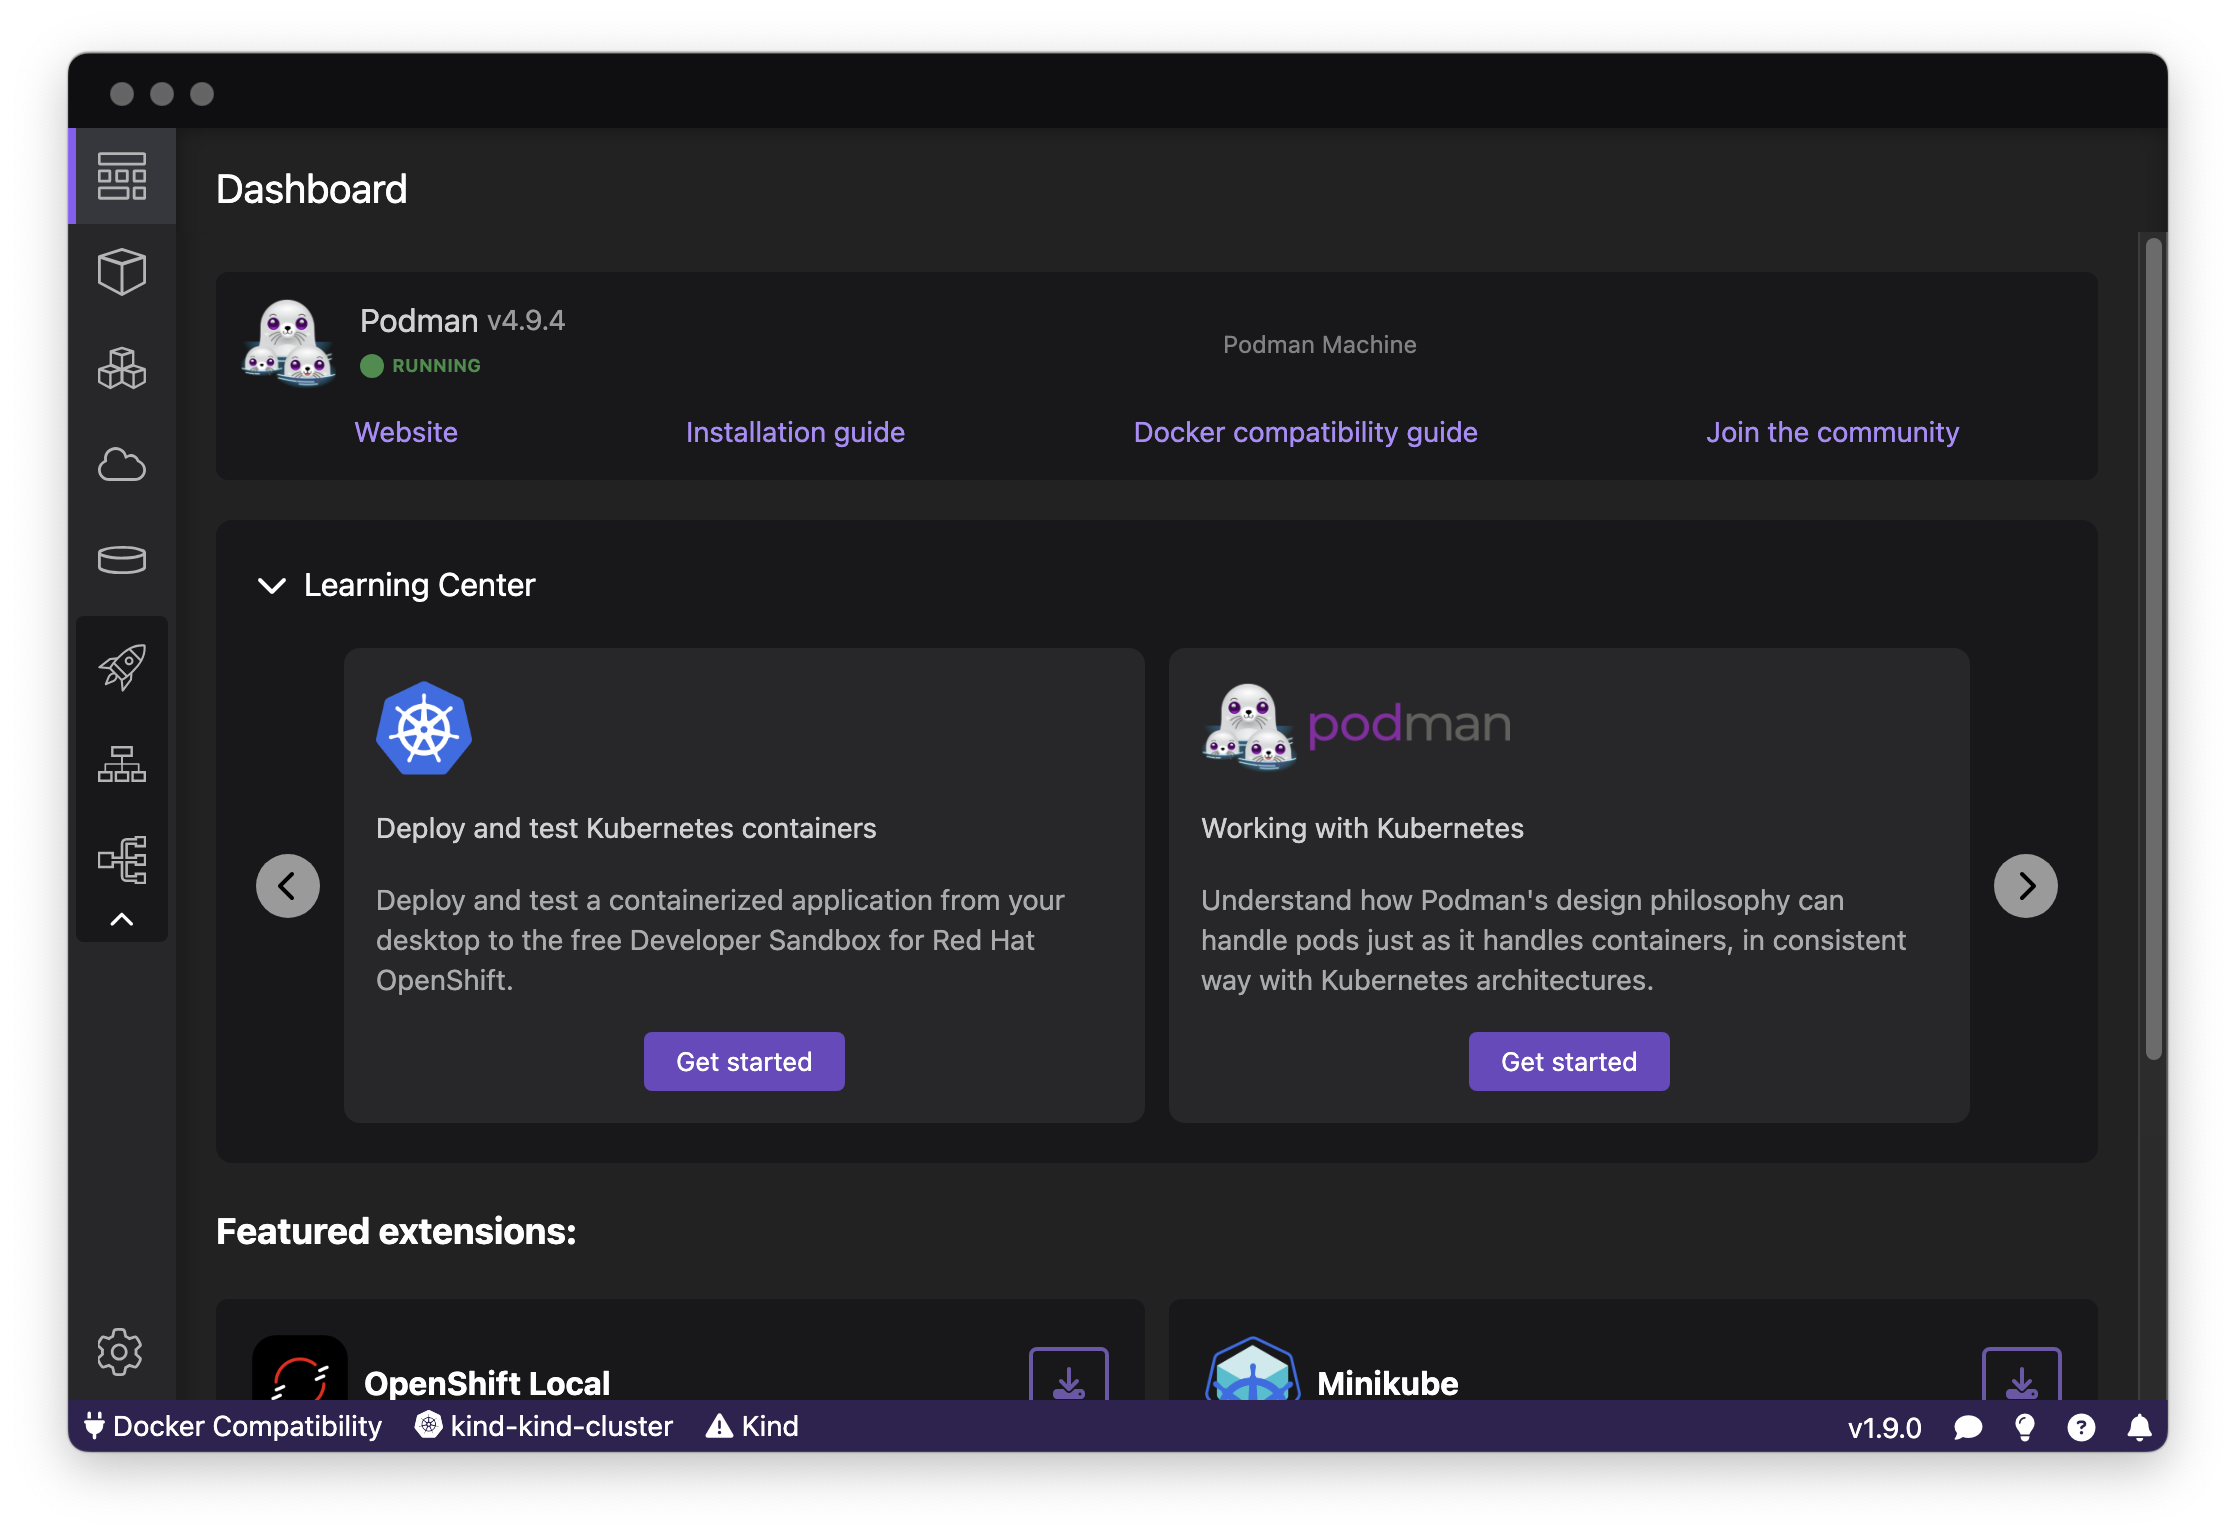 Dashboard
Podman v4.9.4
RUNNING
Podman Machine
Website Installation guide Docker compatibility guide Join the community
Learning Center
Deploy and test Kubernetes containers
Deploy and test a containerized application from your
desktop to the free Developer Sandbox for Red Hat
OpenShift.
Get started
podman
Working with Kubernetes
Understand how Podman's design philosophy can
handle pods just as it handles containers, in consistent
way with Kubernetes architectures.
Get started
Featured extensions:
OpenShift Local
Minikube
Docker Compatibility kind-kind-cluster Kind v1.9.0